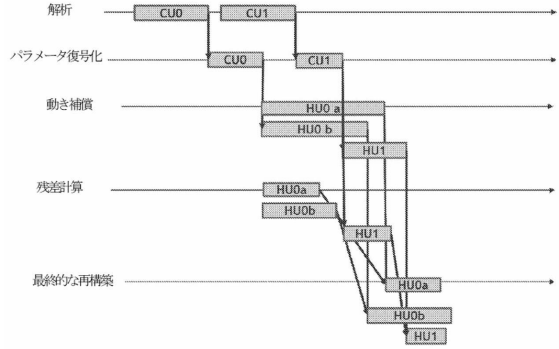 解析
CU0
CU1
パラメータ復号化
CU0
CU1
動き補償
HU0 a
HU0 b
HU1
残差計算
HU0a
HU0b
HU1
最終的な再構築
HU0a
HU0b
HU1